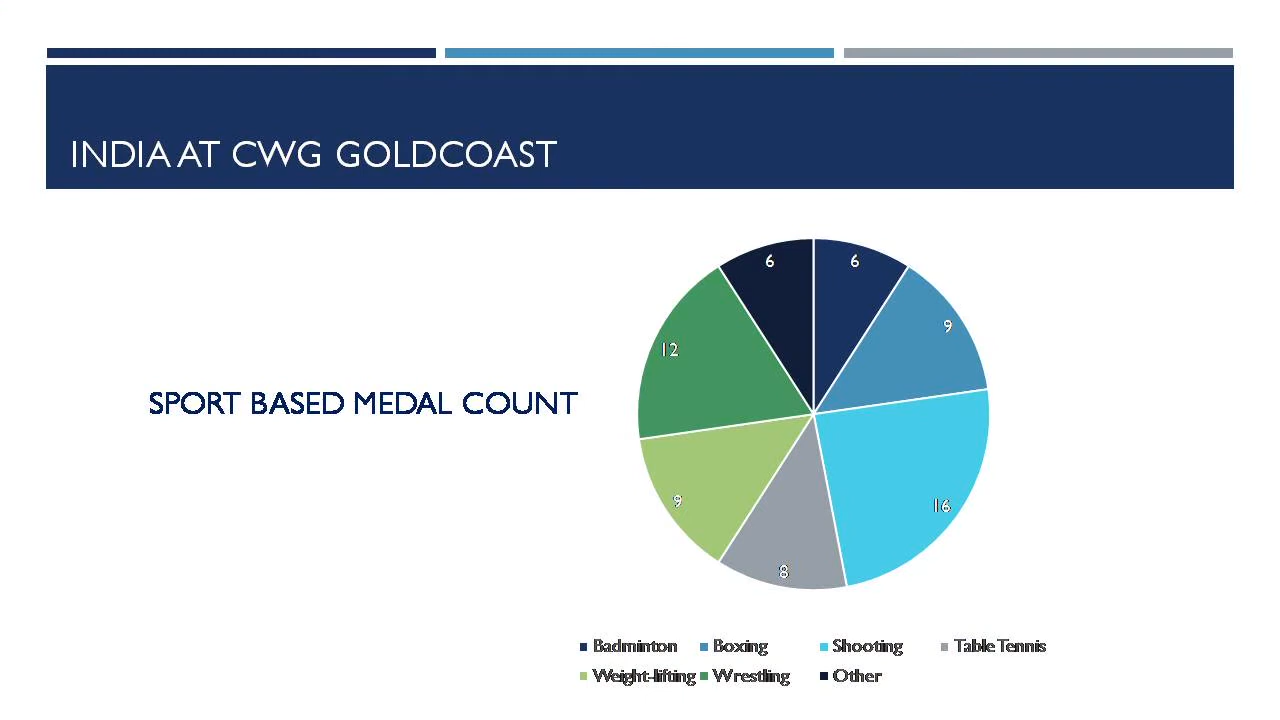 INDIA AT CWG GOLDCOAST
SPORT BASED MEDAL COUNT
6
6
9
12
16
9
8
Badminton Boxing Shooting Table Tennis
Weight-lifting Wrestling Other